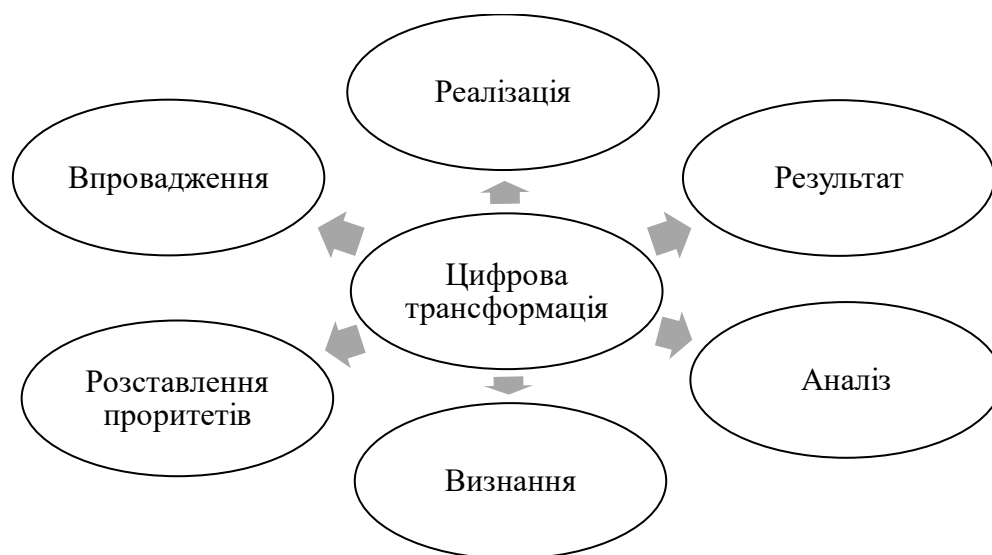 Реалізація
Впровадження
Результат
Цифрова
трансформація
Розставлення
проритетів
Аналіз
Визнання